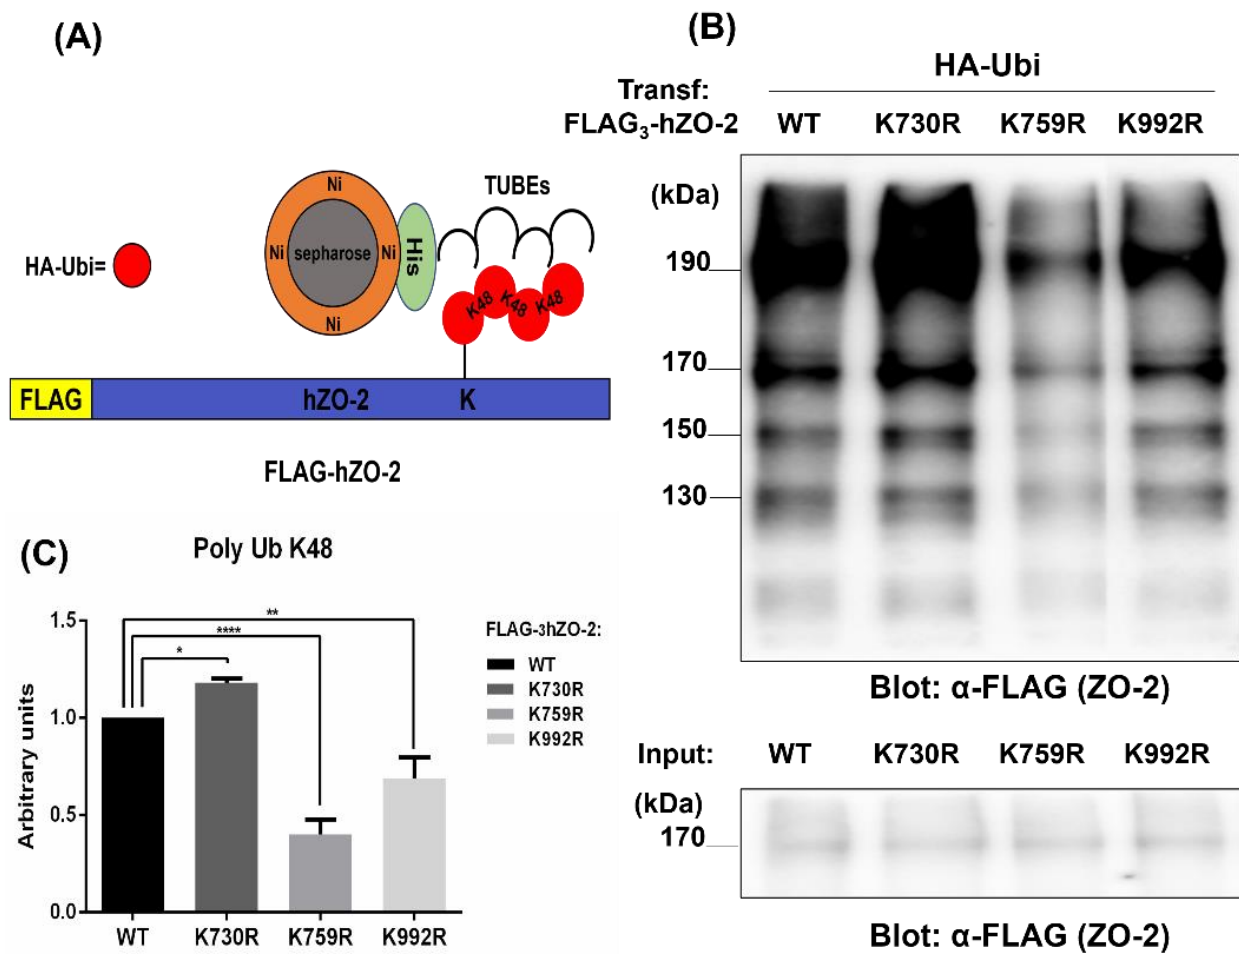 (A)
HA-Ubi=
Ni
Ni
sepharose
Ni
Ni
His
TUBEs
K48
K48
K48
FLAG
hZO-2
K
FLAG-hZO-2
(B)
HA-Ubi
Transf:
FLAG₃-hZO-2 WT K730R K759R K992R
(kDa)
190
170
150
130
Blot: α-FLAG (ZO-2)
Input: WT K730R K759R K992R
(kDa)
170
Blot: α-FLAG (ZO-2)
(C)
Poly Ub K48
Arbitrary units
1.5
1.0
0.5
0.0
**
****
*
FLAG-3hZO-2:
WT
K730R
K759R
K992R
WT K730R K759R K992R